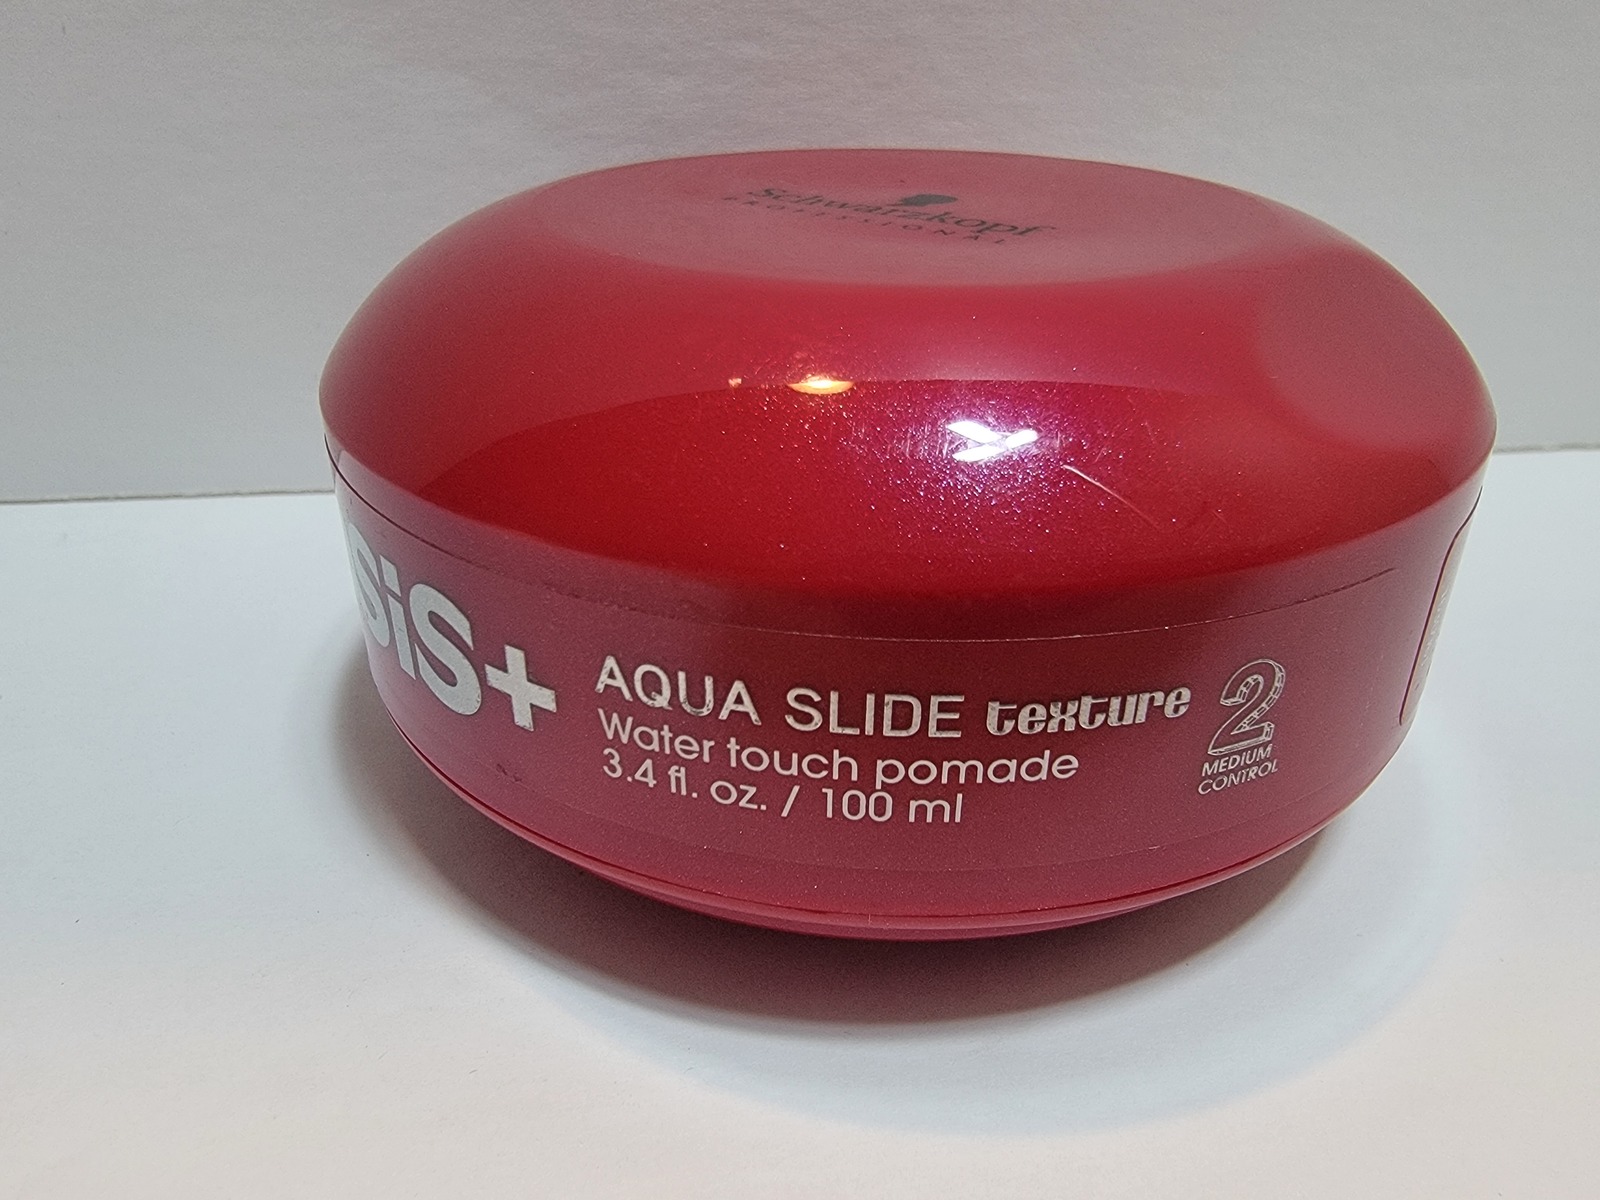 Schwarzkopf
PROFESSIONAL
SiS+
AQUA SLIDE texture
Water touch pomade
3.4 fl. oz. / 100 ml
2
MEDIUM
CONTROL